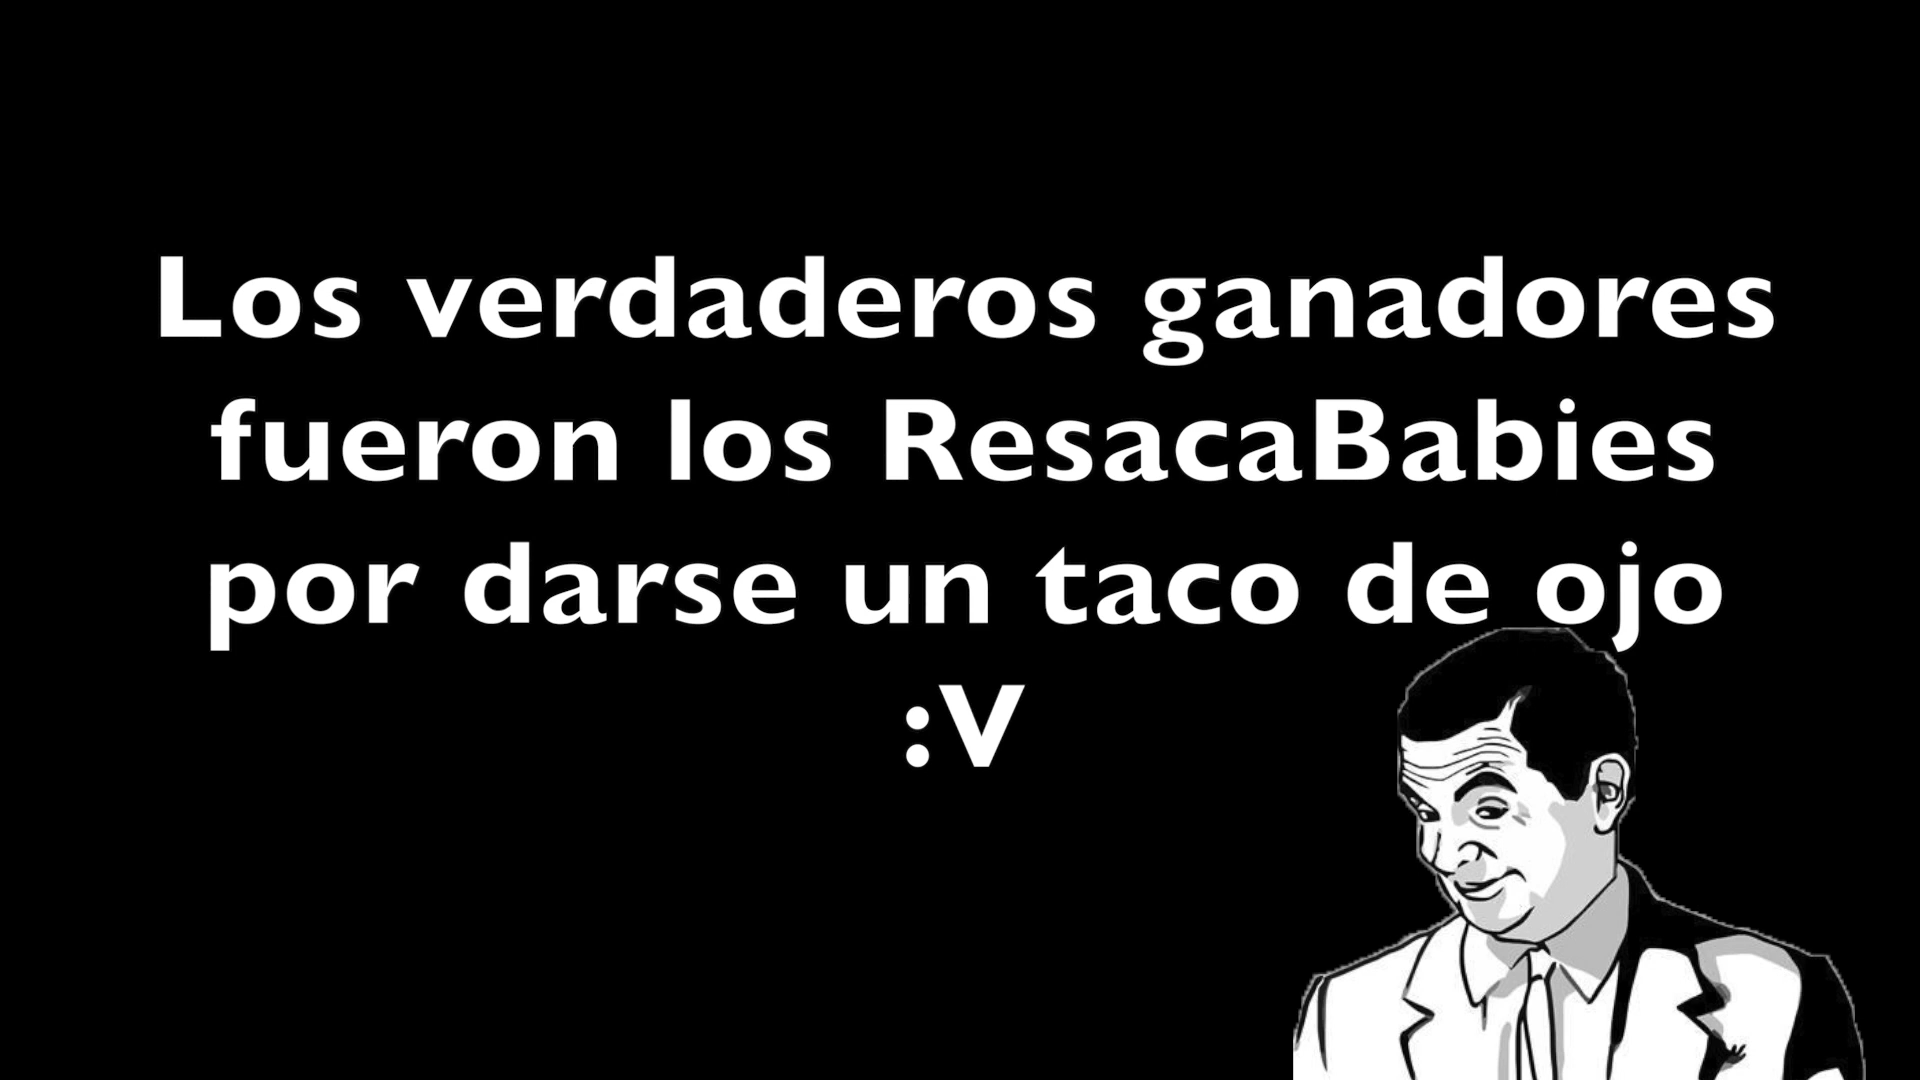 Los verdaderos ganadores
fueron los ResacaBabies
por darse un taco de ojo
:V